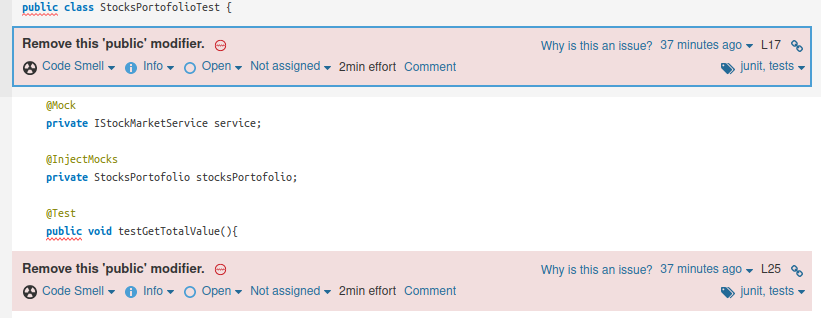 public class StocksPortofolioTest {
Remove this 'public' modifier.
Why is this an issue? 37 minutes ago L17
Code Smell Info Open Not assigned 2min effort Comment
junit, tests
@Mock
private IStockMarketService service;
@InjectMocks
private StocksPortofolio stocksPortofolio;
@Test
public void testGetTotalValue(){
Remove this 'public' modifier.
Why is this an issue? 37 minutes ago L25
Code Smell Info Open Not assigned 2min effort Comment
junit, tests